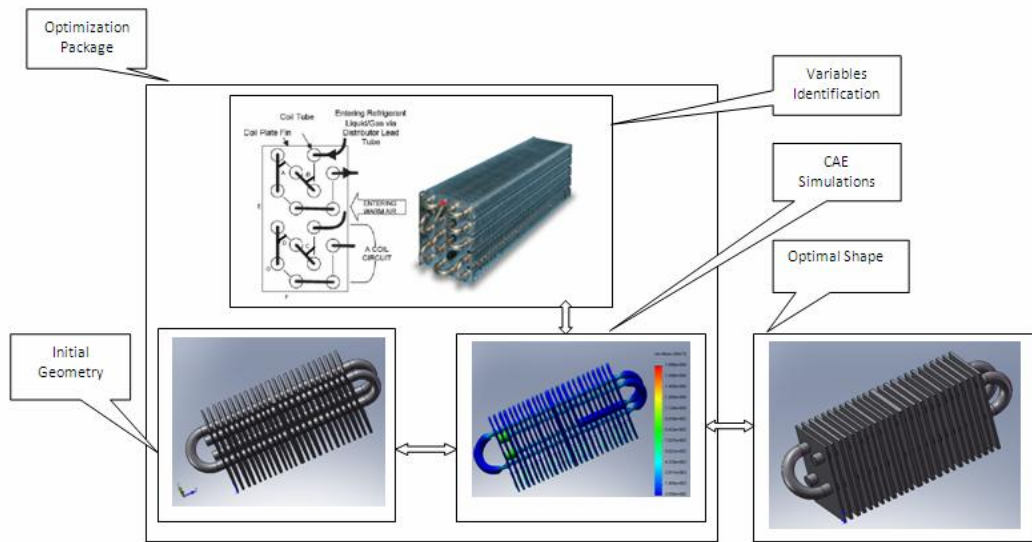 Optimization
Package
Variables
Identification
CAE
Simulations
Optimal Shape
Initial
Geometry
Coil Tube
Coil Plate Fin
Entering Refrigerant
Liquid/Gas via
Distributor Lead
Tube
A
B
E
ENTERING
WARM AIR
A COIL
CIRCUIT
D
C
F